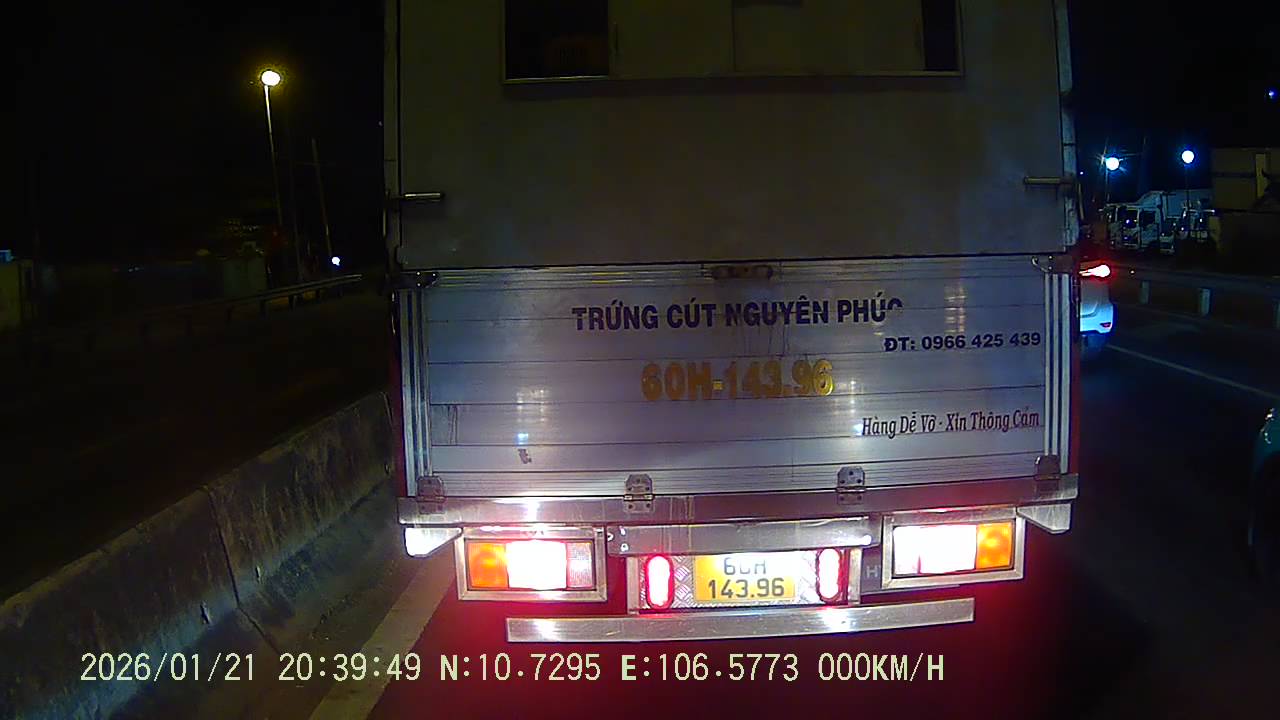 TRỨNG CÚT NGUYÊN PHÚC
ĐT: 0966 425 439
60H-143.96
Hàng Dễ Vỡ - Xin Thông Cảm
60H
143.96
2026/01/21 20:39:49 N:10.7295 E:106.5773 000KM/H